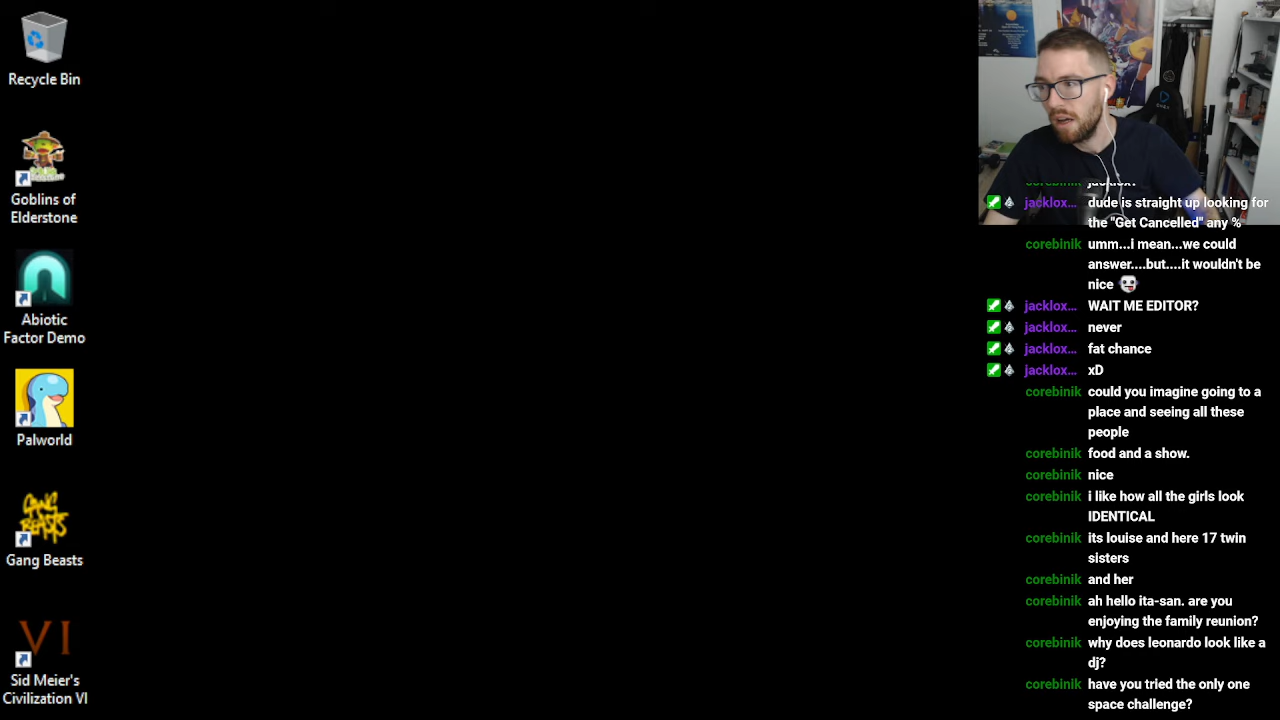 Recycle Bin
Goblins of
Elderstone
Abiotic
Factor Demo
Palworld
GANG
BEASTS
Gang Beasts
VI
Sid Meier's
Civilization VI
corebinik jacklox?
jacklox... dude is straight up looking for
the "Get Cancelled" any %
corebinik umm...i mean...we could
answer....but....it wouldn't be
nice
jacklox... WAIT ME EDITOR?
jacklox... never
jacklox... fat chance
jacklox... xD
corebinik could you imagine going to a
place and seeing all these
people
corebinik food and a show.
corebinik nice
corebinik i like how all the girls look
IDENTICAL
corebinik its louise and here 17 twin
sisters
corebinik and her
corebinik ah hello ita-san. are you
enjoying the family reunion?
corebinik why does leonardo look like a
dj?
corebinik have you tried the only one
space challenge?